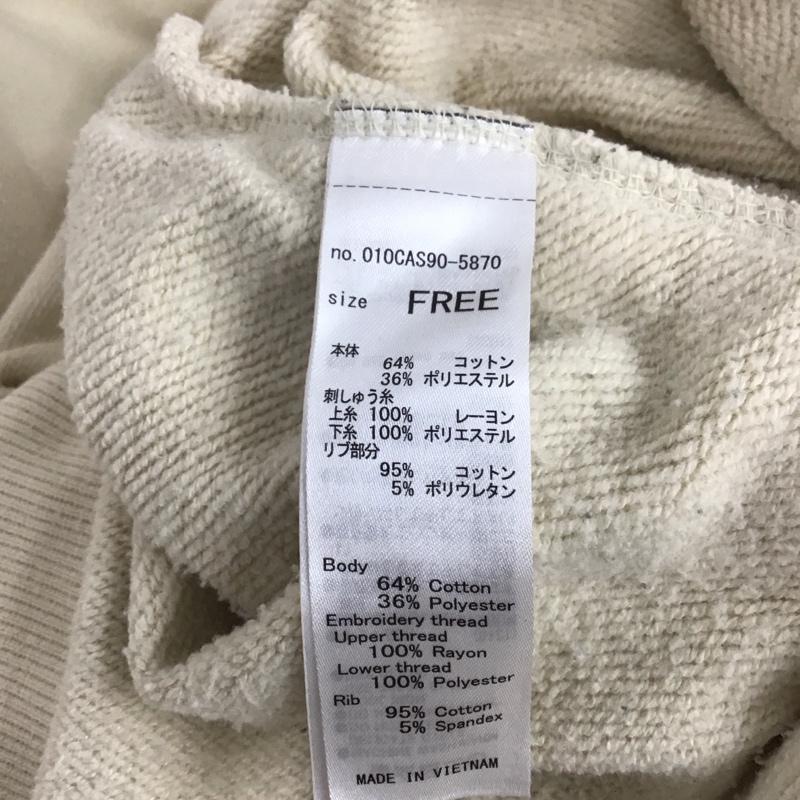 no. 010CAS90-5870
size FREE
本体
64% コットン
36% ポリエステル
刺しゅう糸
上糸 100% レーヨン
下糸 100% ポリエステル
リブ部分
95% コットン
5% ポリウレタン
Body
64% Cotton
36% Polyester
Embroidery thread
Upper thread
100% Rayon
Lower thread
100% Polyester
Rib
95% Cotton
5% Spandex
MADE IN VIETNAM